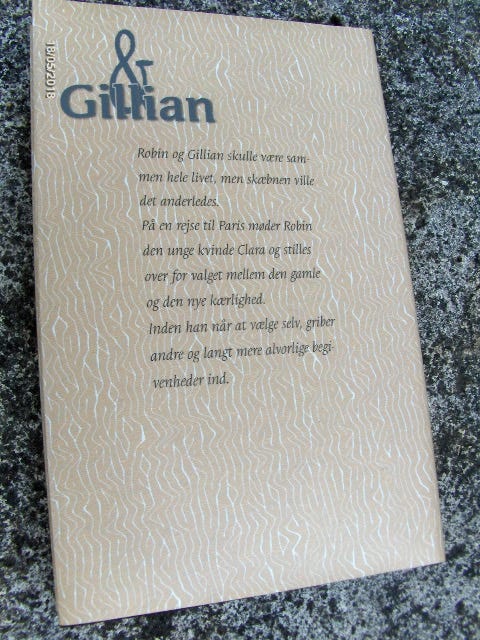 18/05/2018
&
Gillian
Robin og Gillian skulle være sam-
men hele livet, men skæbnen ville
det anderledes.
På en rejse til Paris møder Robin
den unge kvinde Clara og stilles
over for valget mellem den gamle
og den nye kærlighed.
Inden han når at vælge selv, griber
andre og langt mere alvorlige begi-
venheder ind.